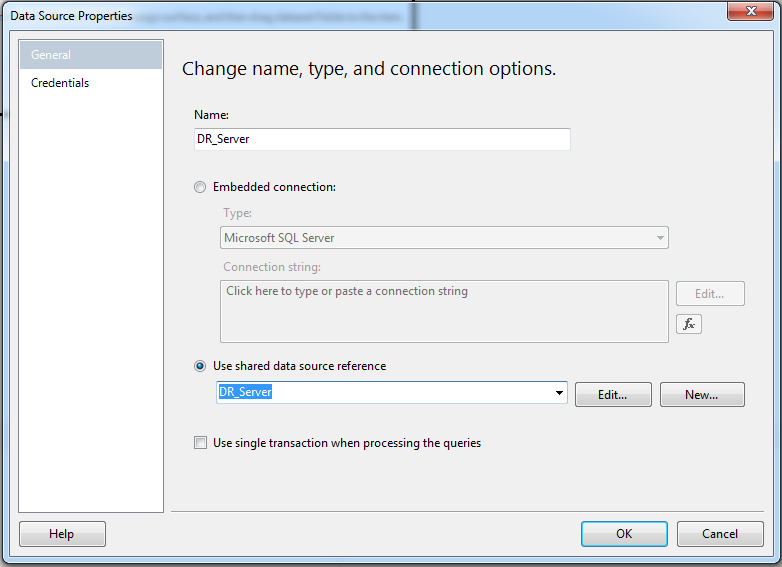 Data Source Properties
General
Credentials
Change name, type, and connection options.
Name:
DR_Server
Embedded connection:
Type:
Microsoft SQL Server
Connection string:
Click here to type or paste a connection string
Edit...
fx
Use shared data source reference
DR_Server
Edit...
New...
Use single transaction when processing the queries
Help
OK
Cancel